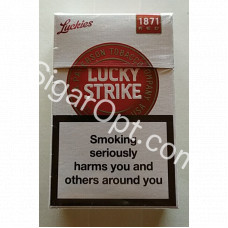 Luckies
1871
LUCKY
STRIKE
SigarOpt.com
Smoking
seriously
harms you and
others around you